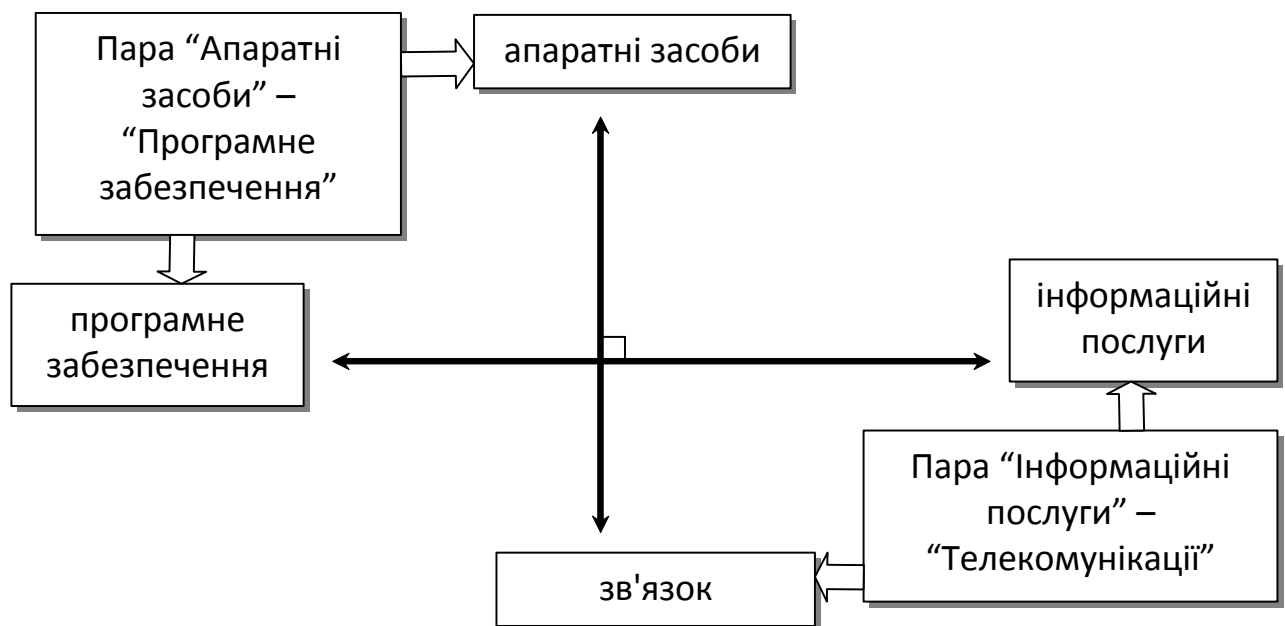 Пара “Апаратні
засоби” –
“Програмне
забезпечення”
апаратні засоби
програмне
забезпечення
інформаційні
послуги
Пара “Інформаційні
послуги” –
“Телекомунікації”
зв'язок